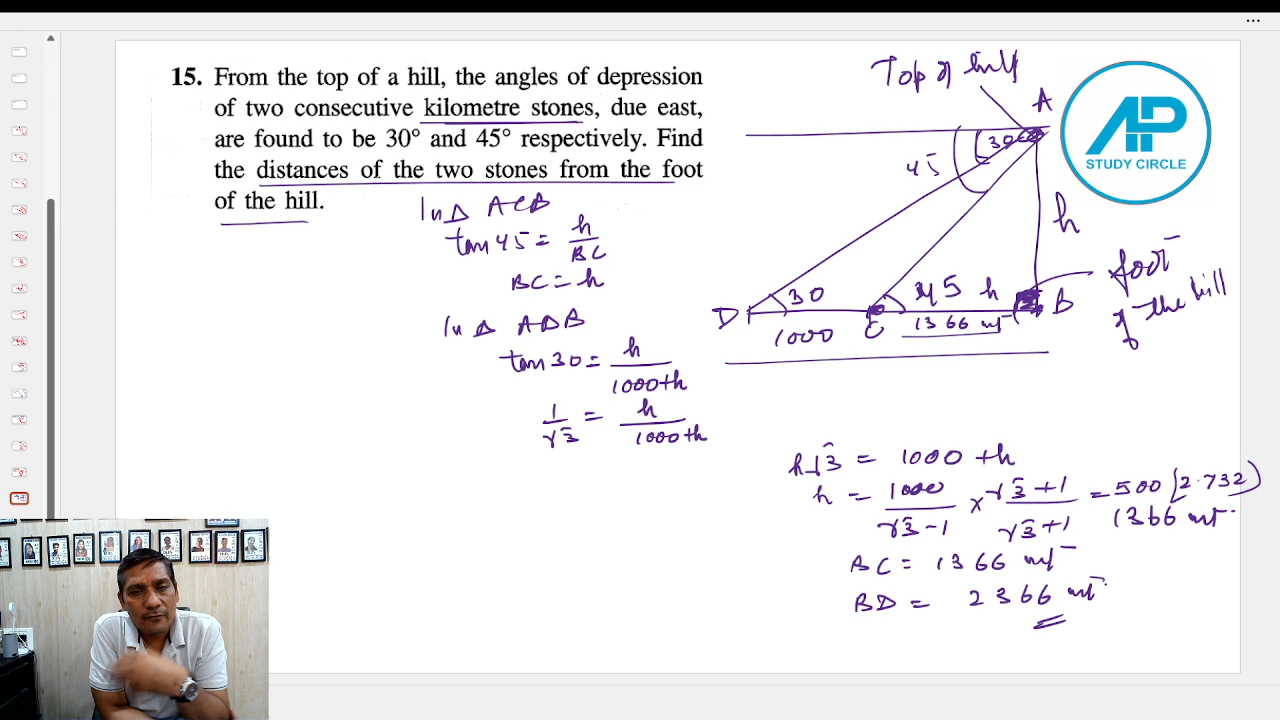 15. From the top of a hill, the angles of depression
of two consecutive kilometre stones, due east,
are found to be 30° and 45° respectively. Find
the distances of the two stones from the foot
of the hill.
Top of hill
A
AP
STUDY CIRCLE
30
45
h
D 30
C 45 h
B
1000
1366 mt
foot
of the hill
In Δ ACB
tan 45 = h/BC
BC = h
In Δ ADB
tan 30 = h/1000+h
1/√3 = h/1000+h
h√3 = 1000 + h
h = 1000/√3-1 × √3+1/√3+1 = 500 (2.732)
1366 mt.
BC = 1366 mt
BD = 2366 mt